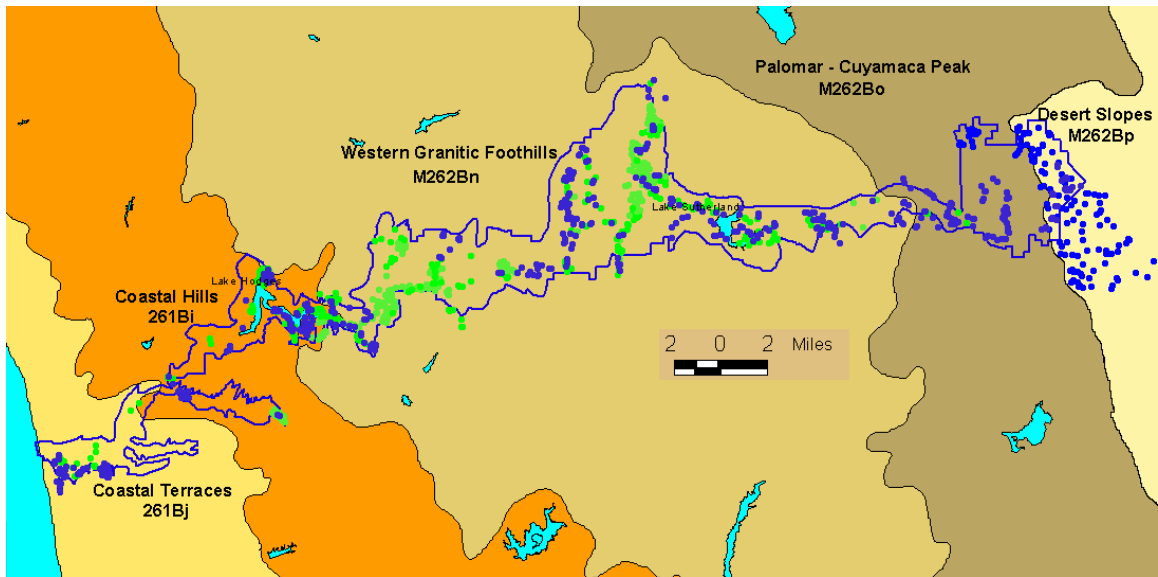 Palomar - Cuyamaca Peak
M262Bo
Desert Slopes
M262Bp
Western Granitic Foothills
M262Bn
Lake Sutherland
Lake Hodges
Coastal Hills
261Bi
2 0 2 Miles
Coastal Terraces
261Bj